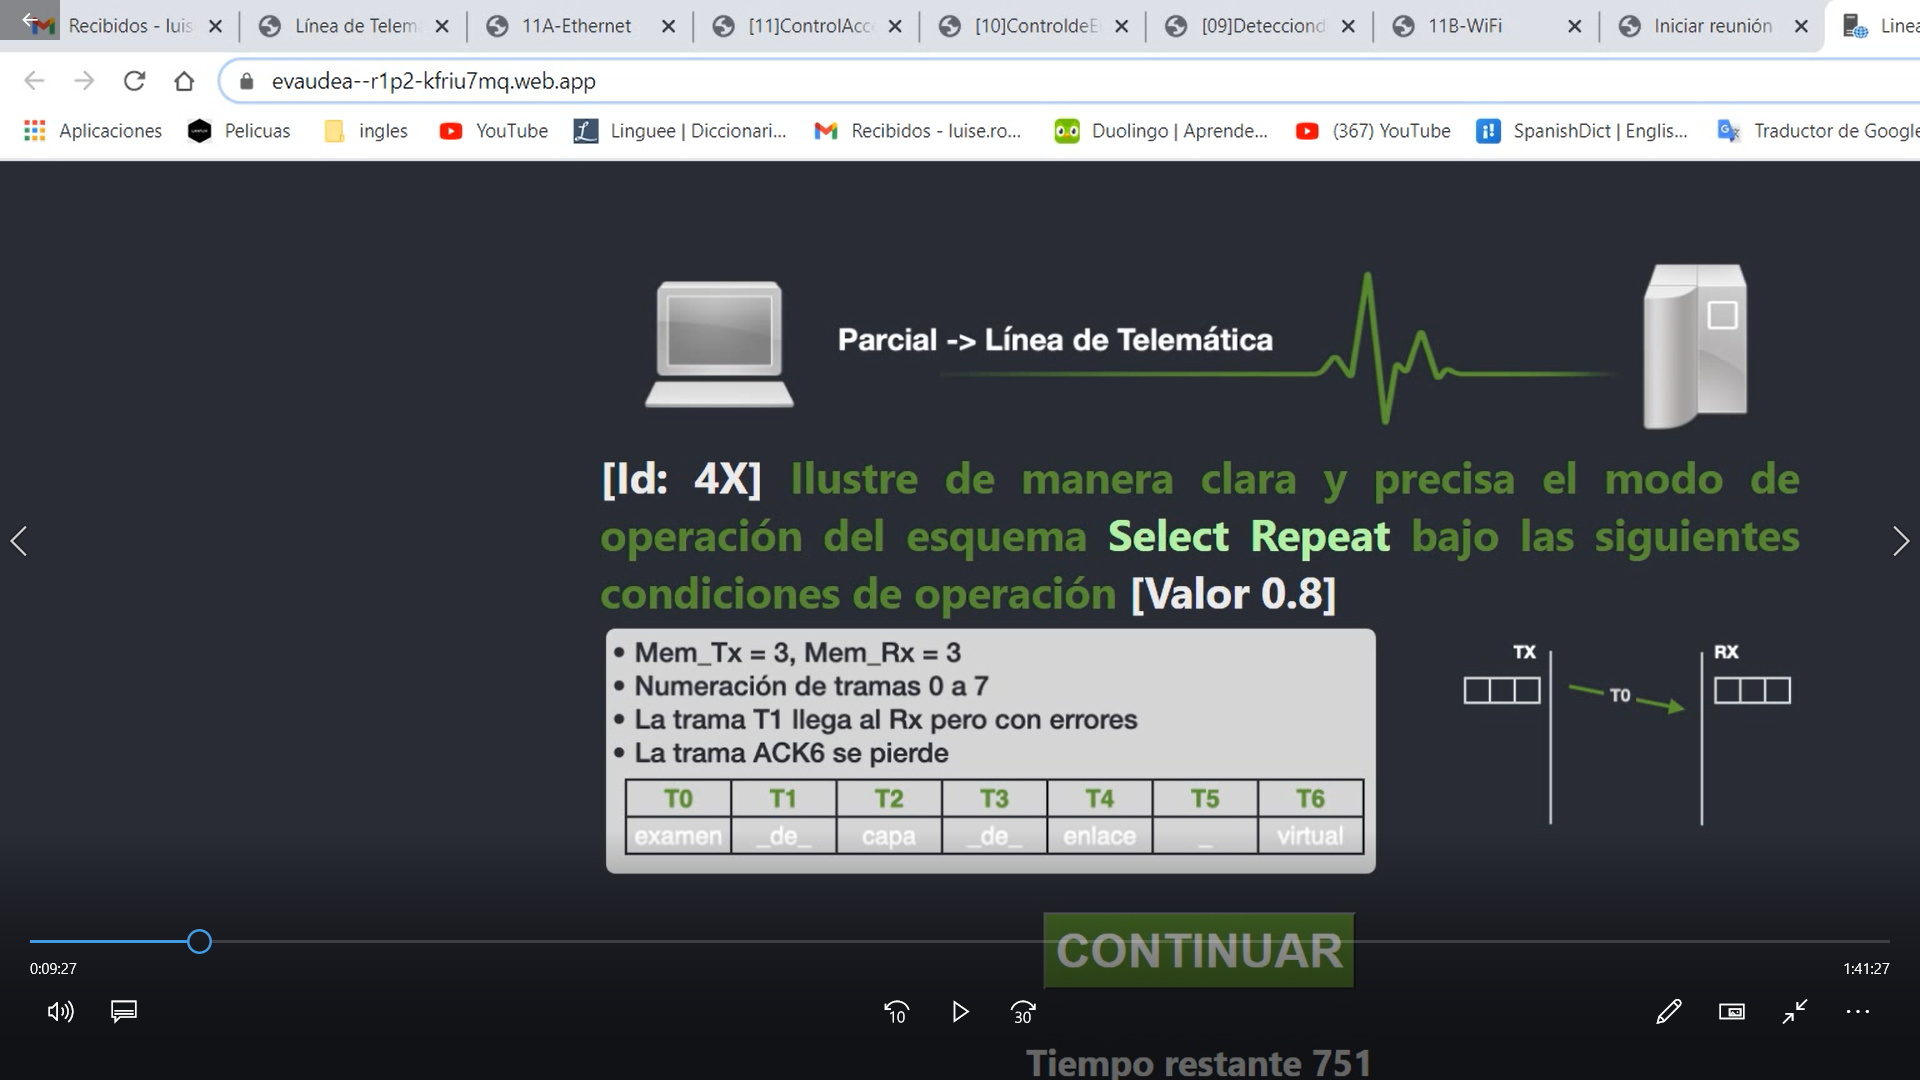 Recibidos - luis
Línea de Telem
11A-Ethernet
[11]ControlAcc
[10]ControldeE
[09]Detecciond
11B-WiFi
Iniciar reunión
Linea
evaudea--r1p2-kfriu7mq.web.app
Aplicaciones
Pelicuas
ingles
YouTube
Linguee | Diccionari...
Recibidos - luise.ro...
Duolingo | Aprende...
(367) YouTube
SpanishDict | Englis...
Traductor de Google
Parcial -> Línea de Telemática
[Id: 4X] Ilustre de manera clara y precisa el modo de
operación del esquema Select Repeat bajo las siguientes
condiciones de operación [Valor 0.8]
• Mem_Tx = 3, Mem_Rx = 3
• Numeración de tramas 0 a 7
• La trama T1 llega al Rx pero con errores
• La trama ACK6 se pierde
T0 T1 T2 T3 T4 T5 T6
examen _de_ capa _de_ enlace _ virtual
TX
RX
T0
CONTINUAR
0:09:27
1:41:27
10
30
Tiempo restante 751